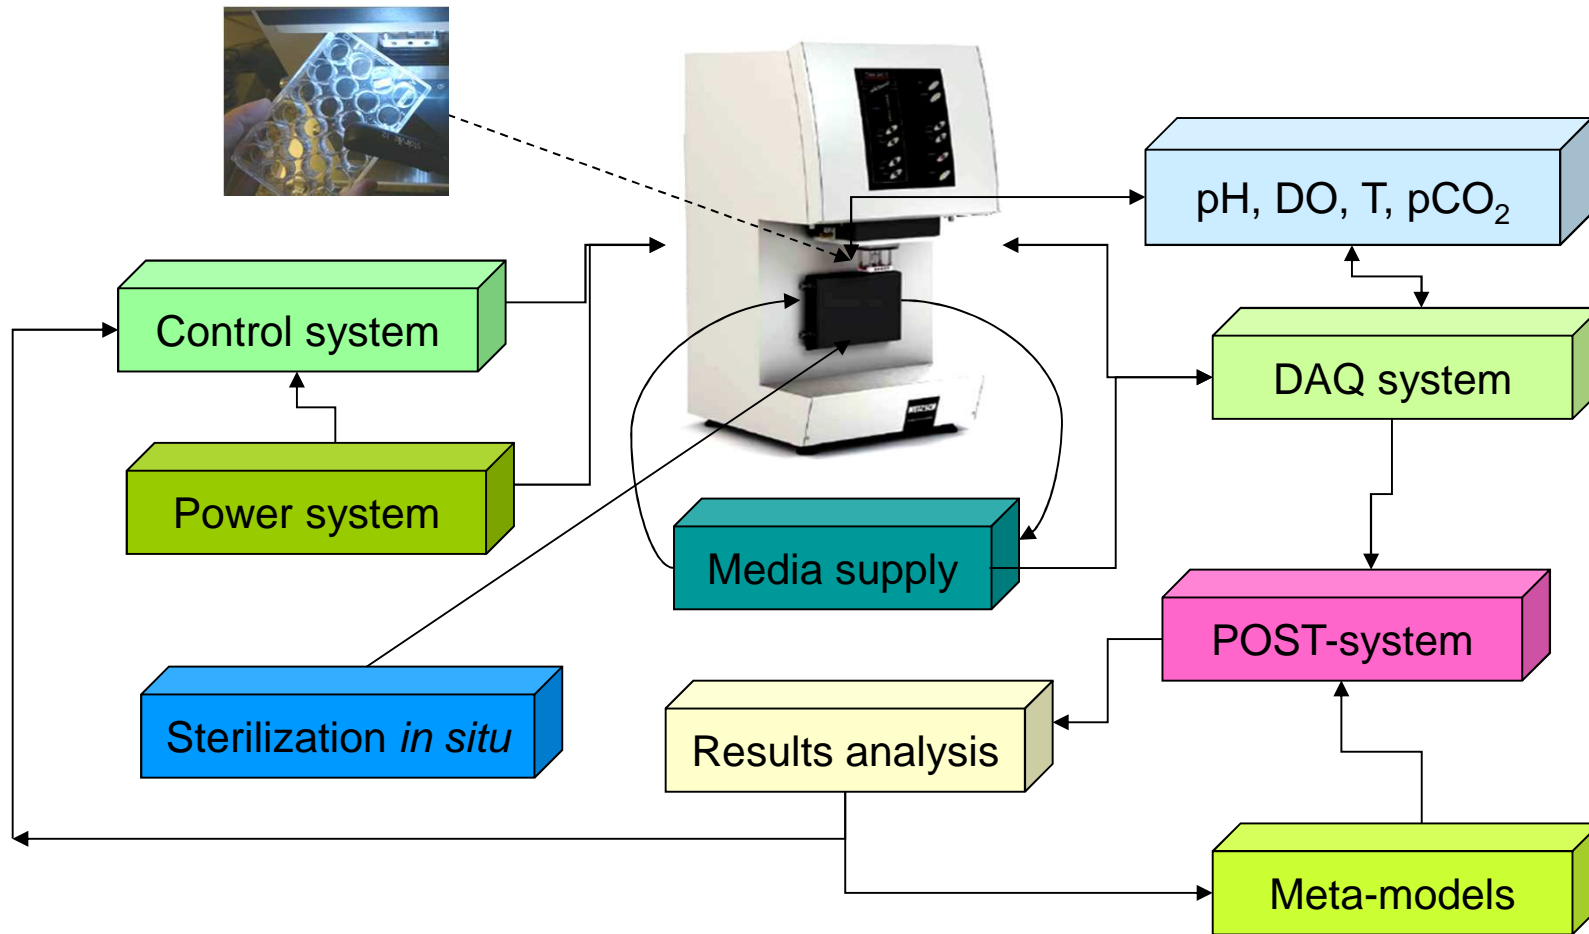 pH, DO, T, pCO₂
Control system
DAQ system
Power system
Media supply
POST-system
Sterilization in situ
Results analysis
Meta-models